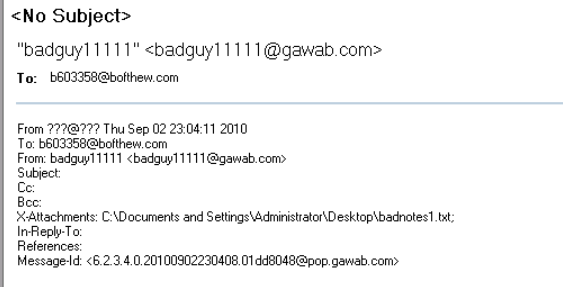 <No Subject>
"badguy11111" <badguy11111@gawab.com>
To: b603358@bofthew.com
From ???@??? Thu Sep 02 23:04:11 2010
To: b603358@bofthew.com
From: badguy11111 <badguy11111@gawab.com>
Subject:
Cc:
Bcc:
X-Attachments: C:\Documents and Settings\Administrator\Desktop\badnotes1.txt;
In-Reply-To:
References:
Message-Id: <6.2.3.4.0.20100902230408.01dd8048@pop.gawab.com>